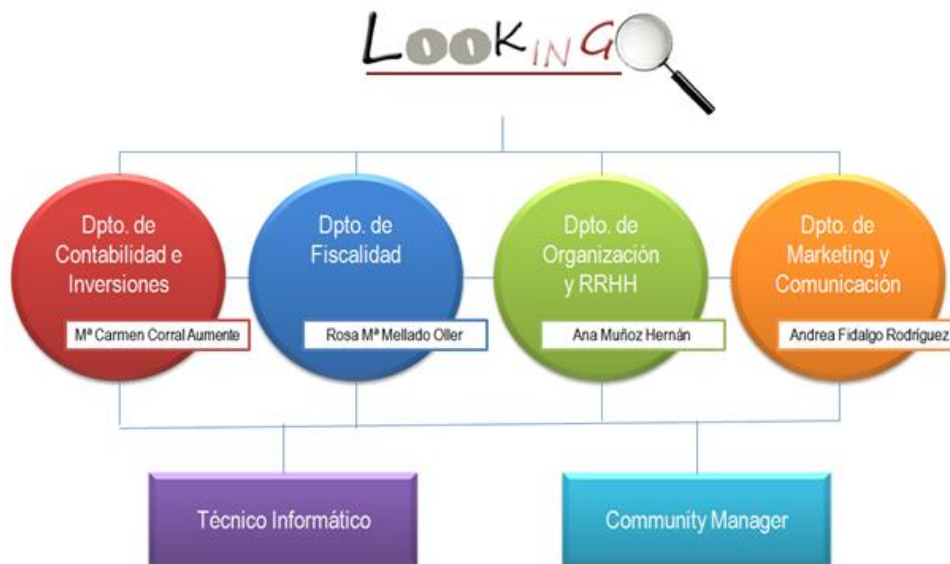 LOOKING
Dpto. de
Contabilidad e
Inversiones
Mª Carmen Corral Aumente
Dpto. de
Fiscalidad
Rosa Mª Mellado Oller
Dpto. de
Organización
y RRHH
Ana Muñoz Hernán
Dpto. de
Marketing y
Comunicación
Andrea Fidalgo Rodríguez
Técnico Informático
Community Manager